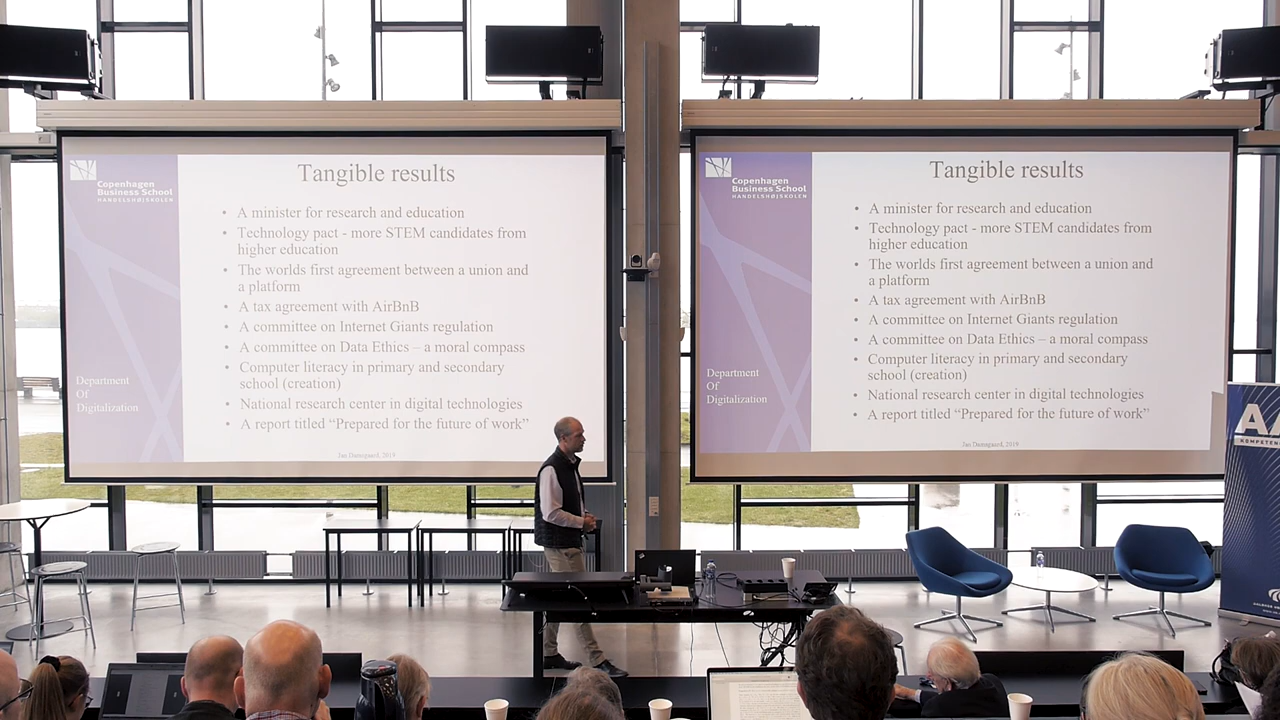 Copenhagen
Business School
HANDELSHØJSKOLEN
Tangible results
• A minister for research and education
• Technology pact - more STEM candidates from
higher education
• The worlds first agreement between a union and
a platform
• A tax agreement with AirBnB
• A committee on Internet Giants regulation
• A committee on Data Ethics – a moral compass
• Computer literacy in primary and secondary
school (creation)
• National research center in digital technologies
• A report titled “Prepared for the future of work”
Department
Of
Digitalization
Jan Damsgaard, 2019
Copenhagen
Business School
HANDELSHØJSKOLEN
Tangible results
• A minister for research and education
• Technology pact - more STEM candidates from
higher education
• The worlds first agreement between a union and
a platform
• A tax agreement with AirBnB
• A committee on Internet Giants regulation
• A committee on Data Ethics – a moral compass
• Computer literacy in primary and secondary
school (creation)
• National research center in digital technologies
• A report titled “Prepared for the future of work”
Department
Of
Digitalization
Jan Damsgaard, 2019